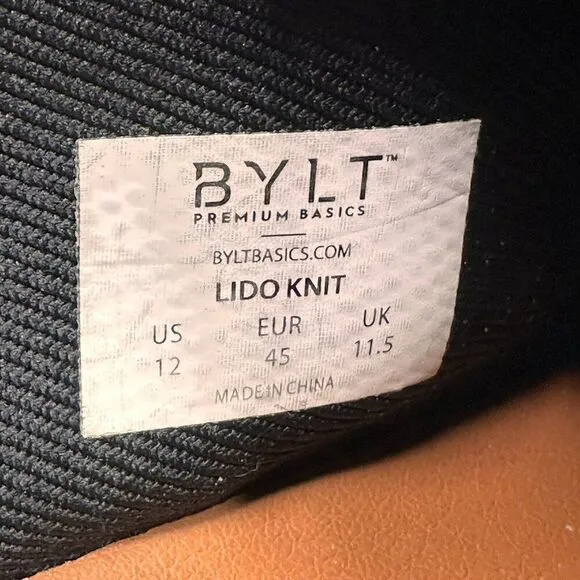 BYLT™
PREMIUM BASICS
BYLTBASICS.COM
LIDO KNIT
US EUR UK
12 45 11.5
MADE IN CHINA